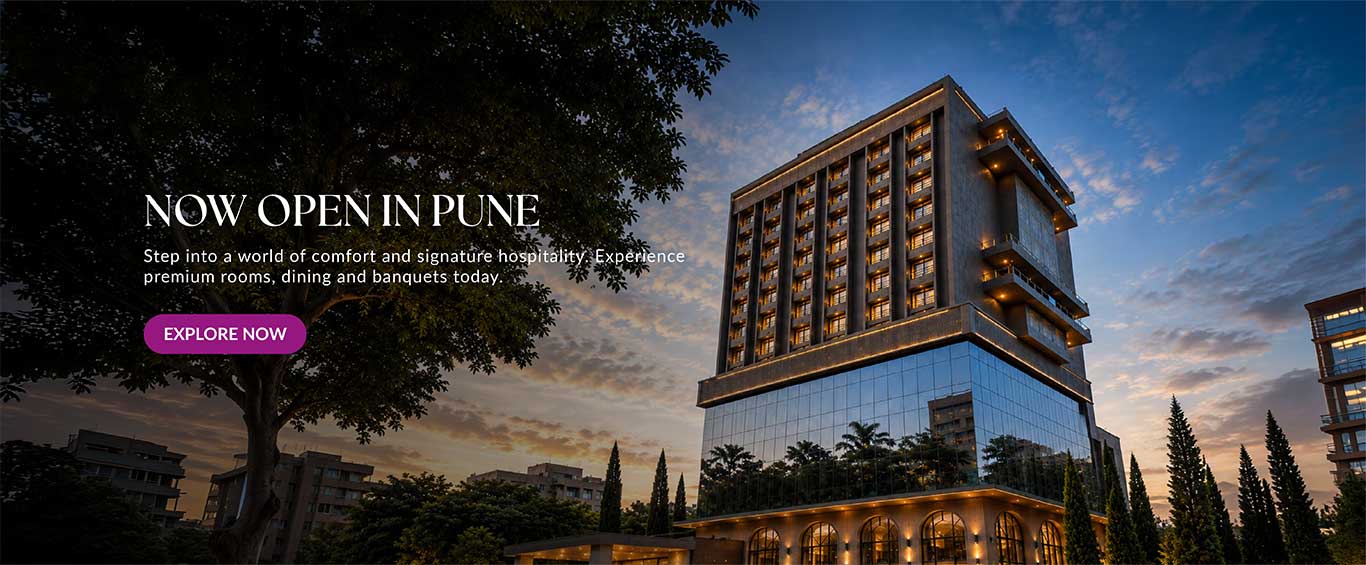 NOW OPEN IN PUNE
Step into a world of comfort and signature hospitality. Experience
premium rooms, dining and banquets today.
EXPLORE NOW